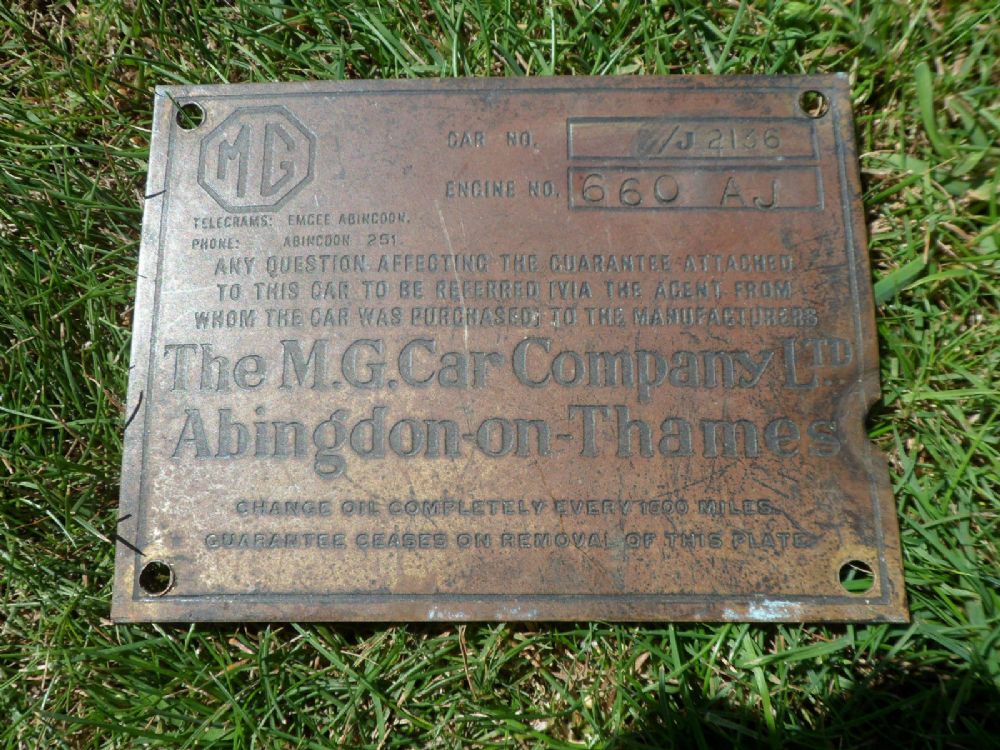 MG
CAR NO. /J 2136
ENGINE NO. 660 AJ
TELEGRAMS: EMCEE ABINGDON.
PHONE: ABINGDON 251.
ANY QUESTION AFFECTING THE GUARANTEE ATTACHED
TO THIS CAR TO BE REFERRED (VIA THE AGENT FROM
WHOM THE CAR WAS PURCHASED) TO THE MANUFACTURERS
The M.G. Car Company LTD
Abingdon-on-Thames
CHANGE OIL COMPLETELY EVERY 1500 MILES.
GUARANTEE CEASES ON REMOVAL OF THIS PLATE.